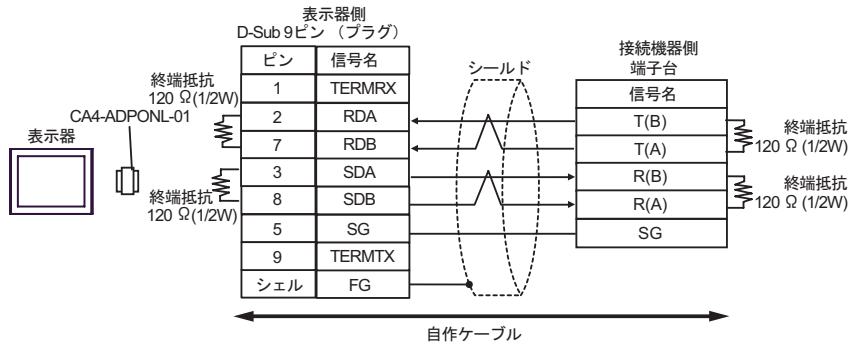 表示器側
D-Sub 9ピン （プラグ）
ピン 信号名
1 TERMRX
2 RDA
7 RDB
3 SDA
8 SDB
5 SG
9 TERMTX
シェル FG
終端抵抗
120 Ω(1/2W)
CA4-ADPONL-01
表示器
終端抵抗
120 Ω(1/2W)
シールド
接続機器側
端子台
信号名
T(B)
T(A)
R(B)
R(A)
SG
終端抵抗
120 Ω (1/2W)
終端抵抗
120 Ω (1/2W)
自作ケーブル